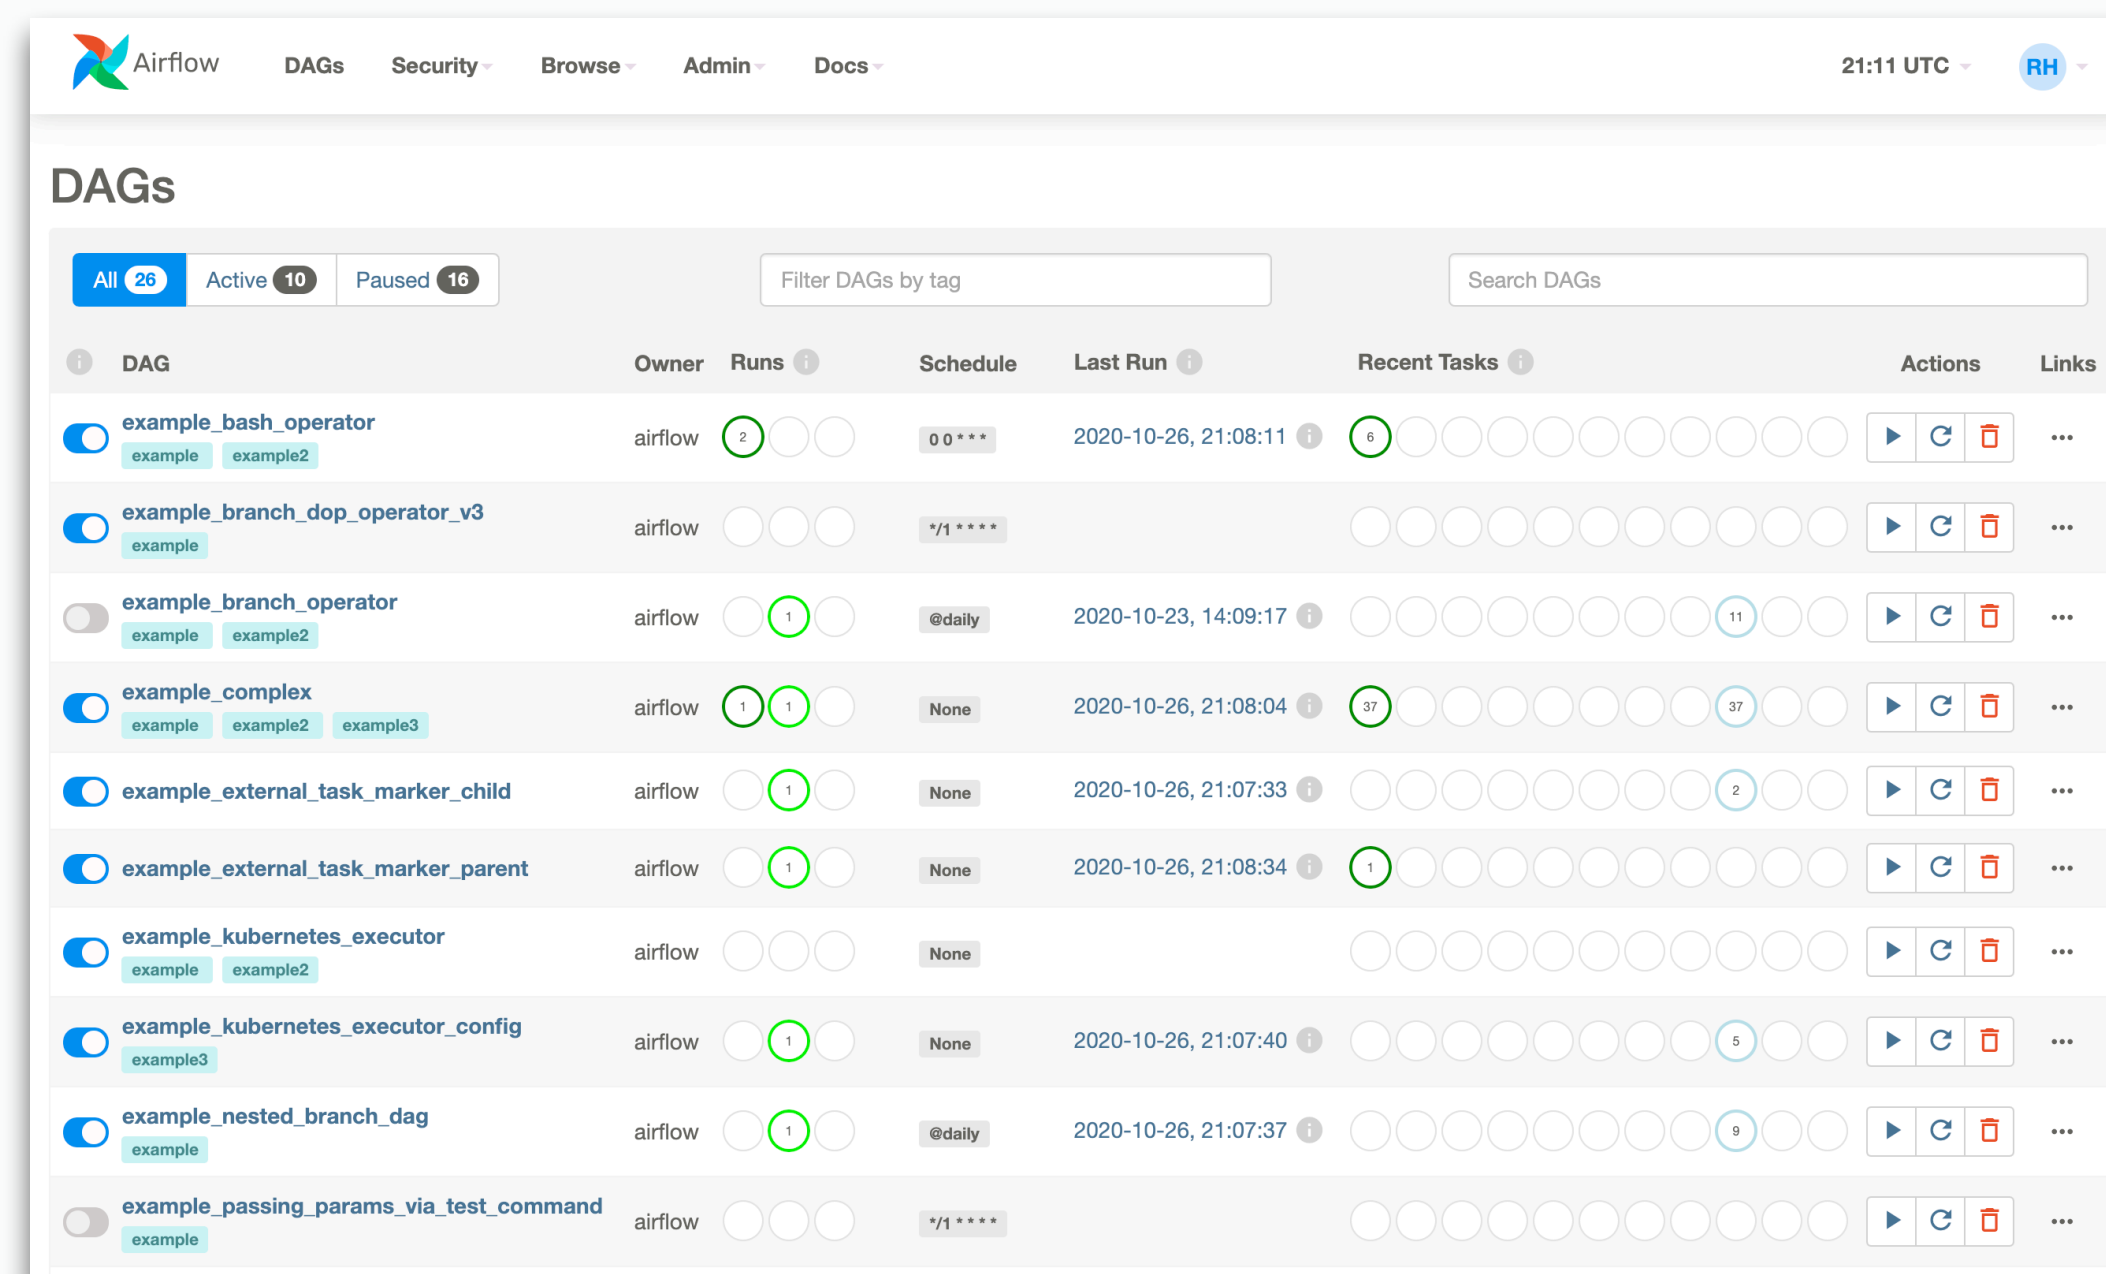 Airflow DAGs Security Browse Admin Docs 21:11 UTC RH
DAGs
All 26 Active 10 Paused 16 Filter DAGs by tag Search DAGs
i DAG Owner Runs i Schedule Last Run i Recent Tasks i Actions Links
example_bash_operator
airflow 2 0 0 * * * 2020-10-26, 21:08:11 i 6
example example2
example_branch_dop_operator_v3
airflow */1 * * * *
example
example_branch_operator
airflow 1 @daily 2020-10-23, 14:09:17 i 11
example example2
example_complex
airflow 1 1 None 2020-10-26, 21:08:04 i 37 37
example example2 example3
example_external_task_marker_child airflow 1 None 2020-10-26, 21:07:33 i 2
example_external_task_marker_parent airflow 1 None 2020-10-26, 21:08:34 i 1
example_kubernetes_executor
airflow None
example example2
example_kubernetes_executor_config
airflow 1 None 2020-10-26, 21:07:40 i 5
example3
example_nested_branch_dag
airflow 1 @daily 2020-10-26, 21:07:37 i 9
example
example_passing_params_via_test_command
airflow */1 * * * *
example